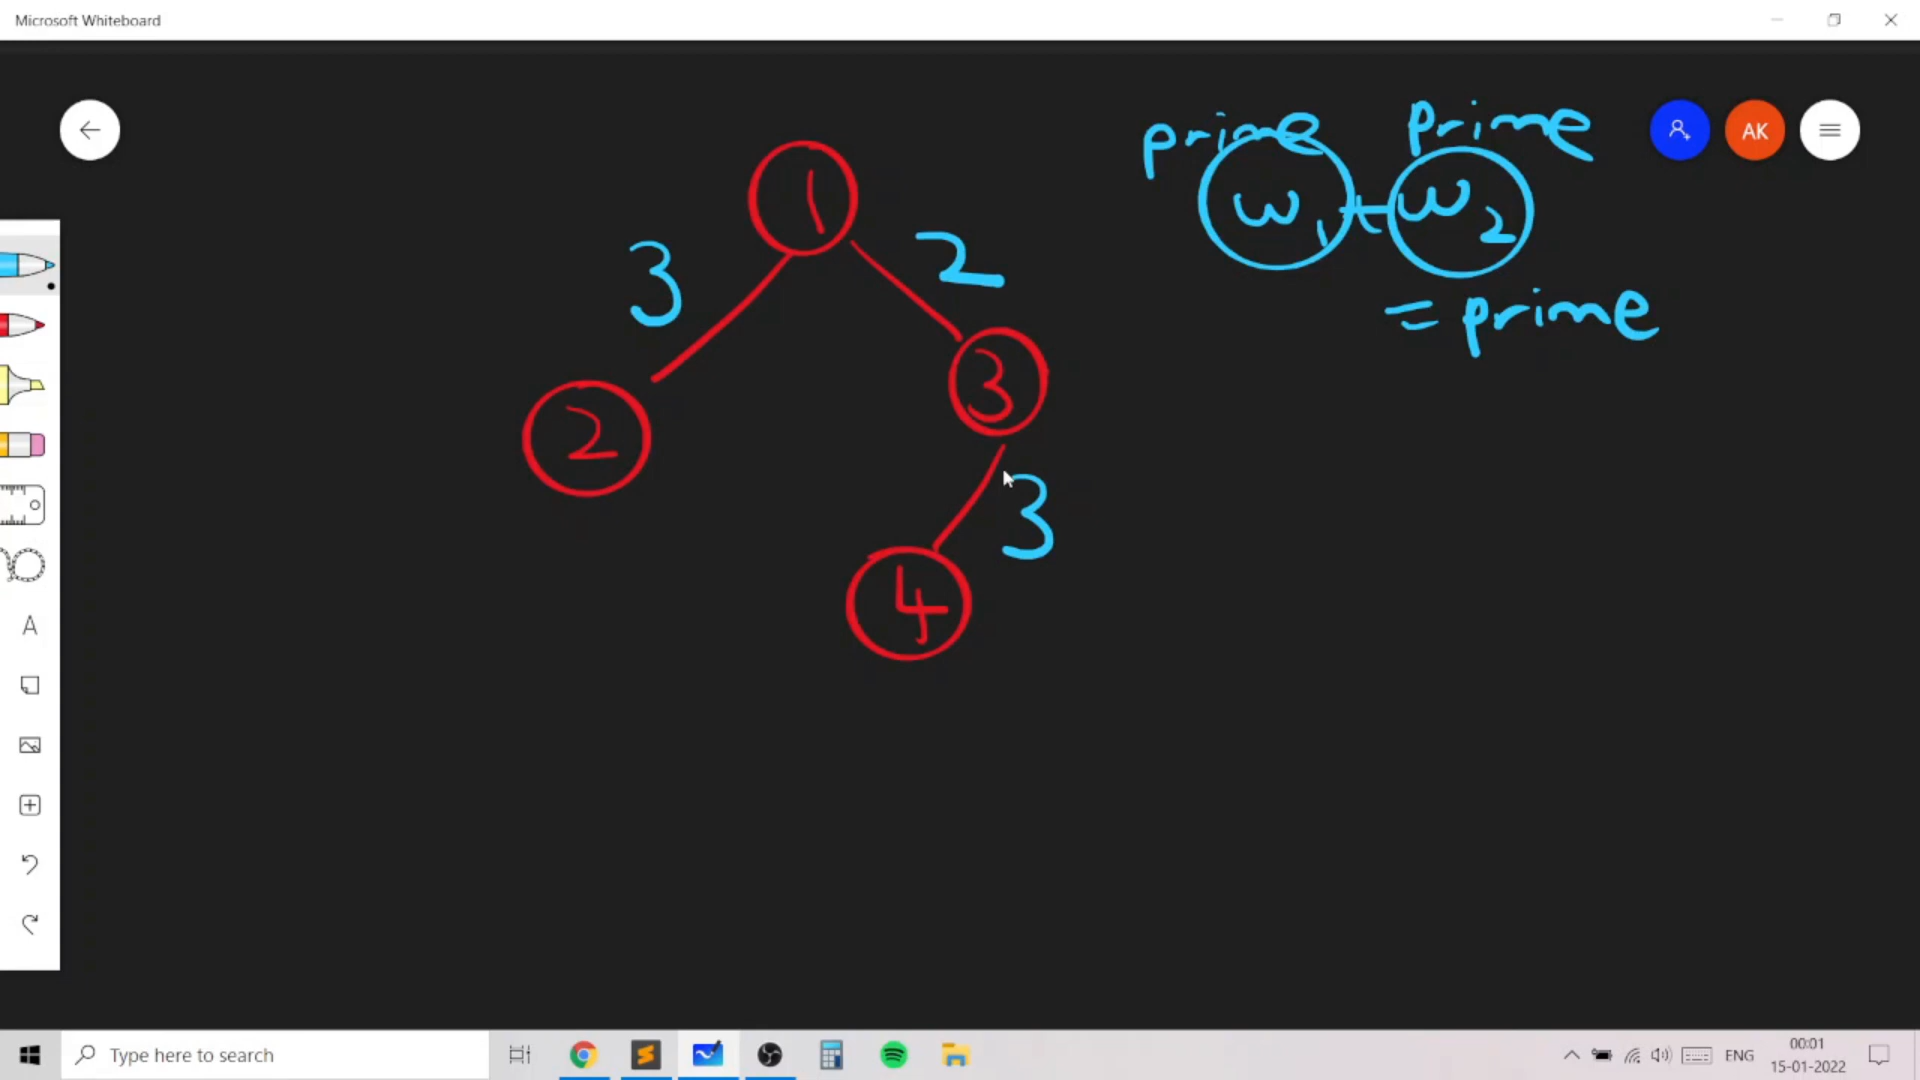 Microsoft Whiteboard
prime prime
w1 + w2
= prime
AK
1
3 2
2
3
3
4
A
Type here to search
ENG
00:01
15-01-2022